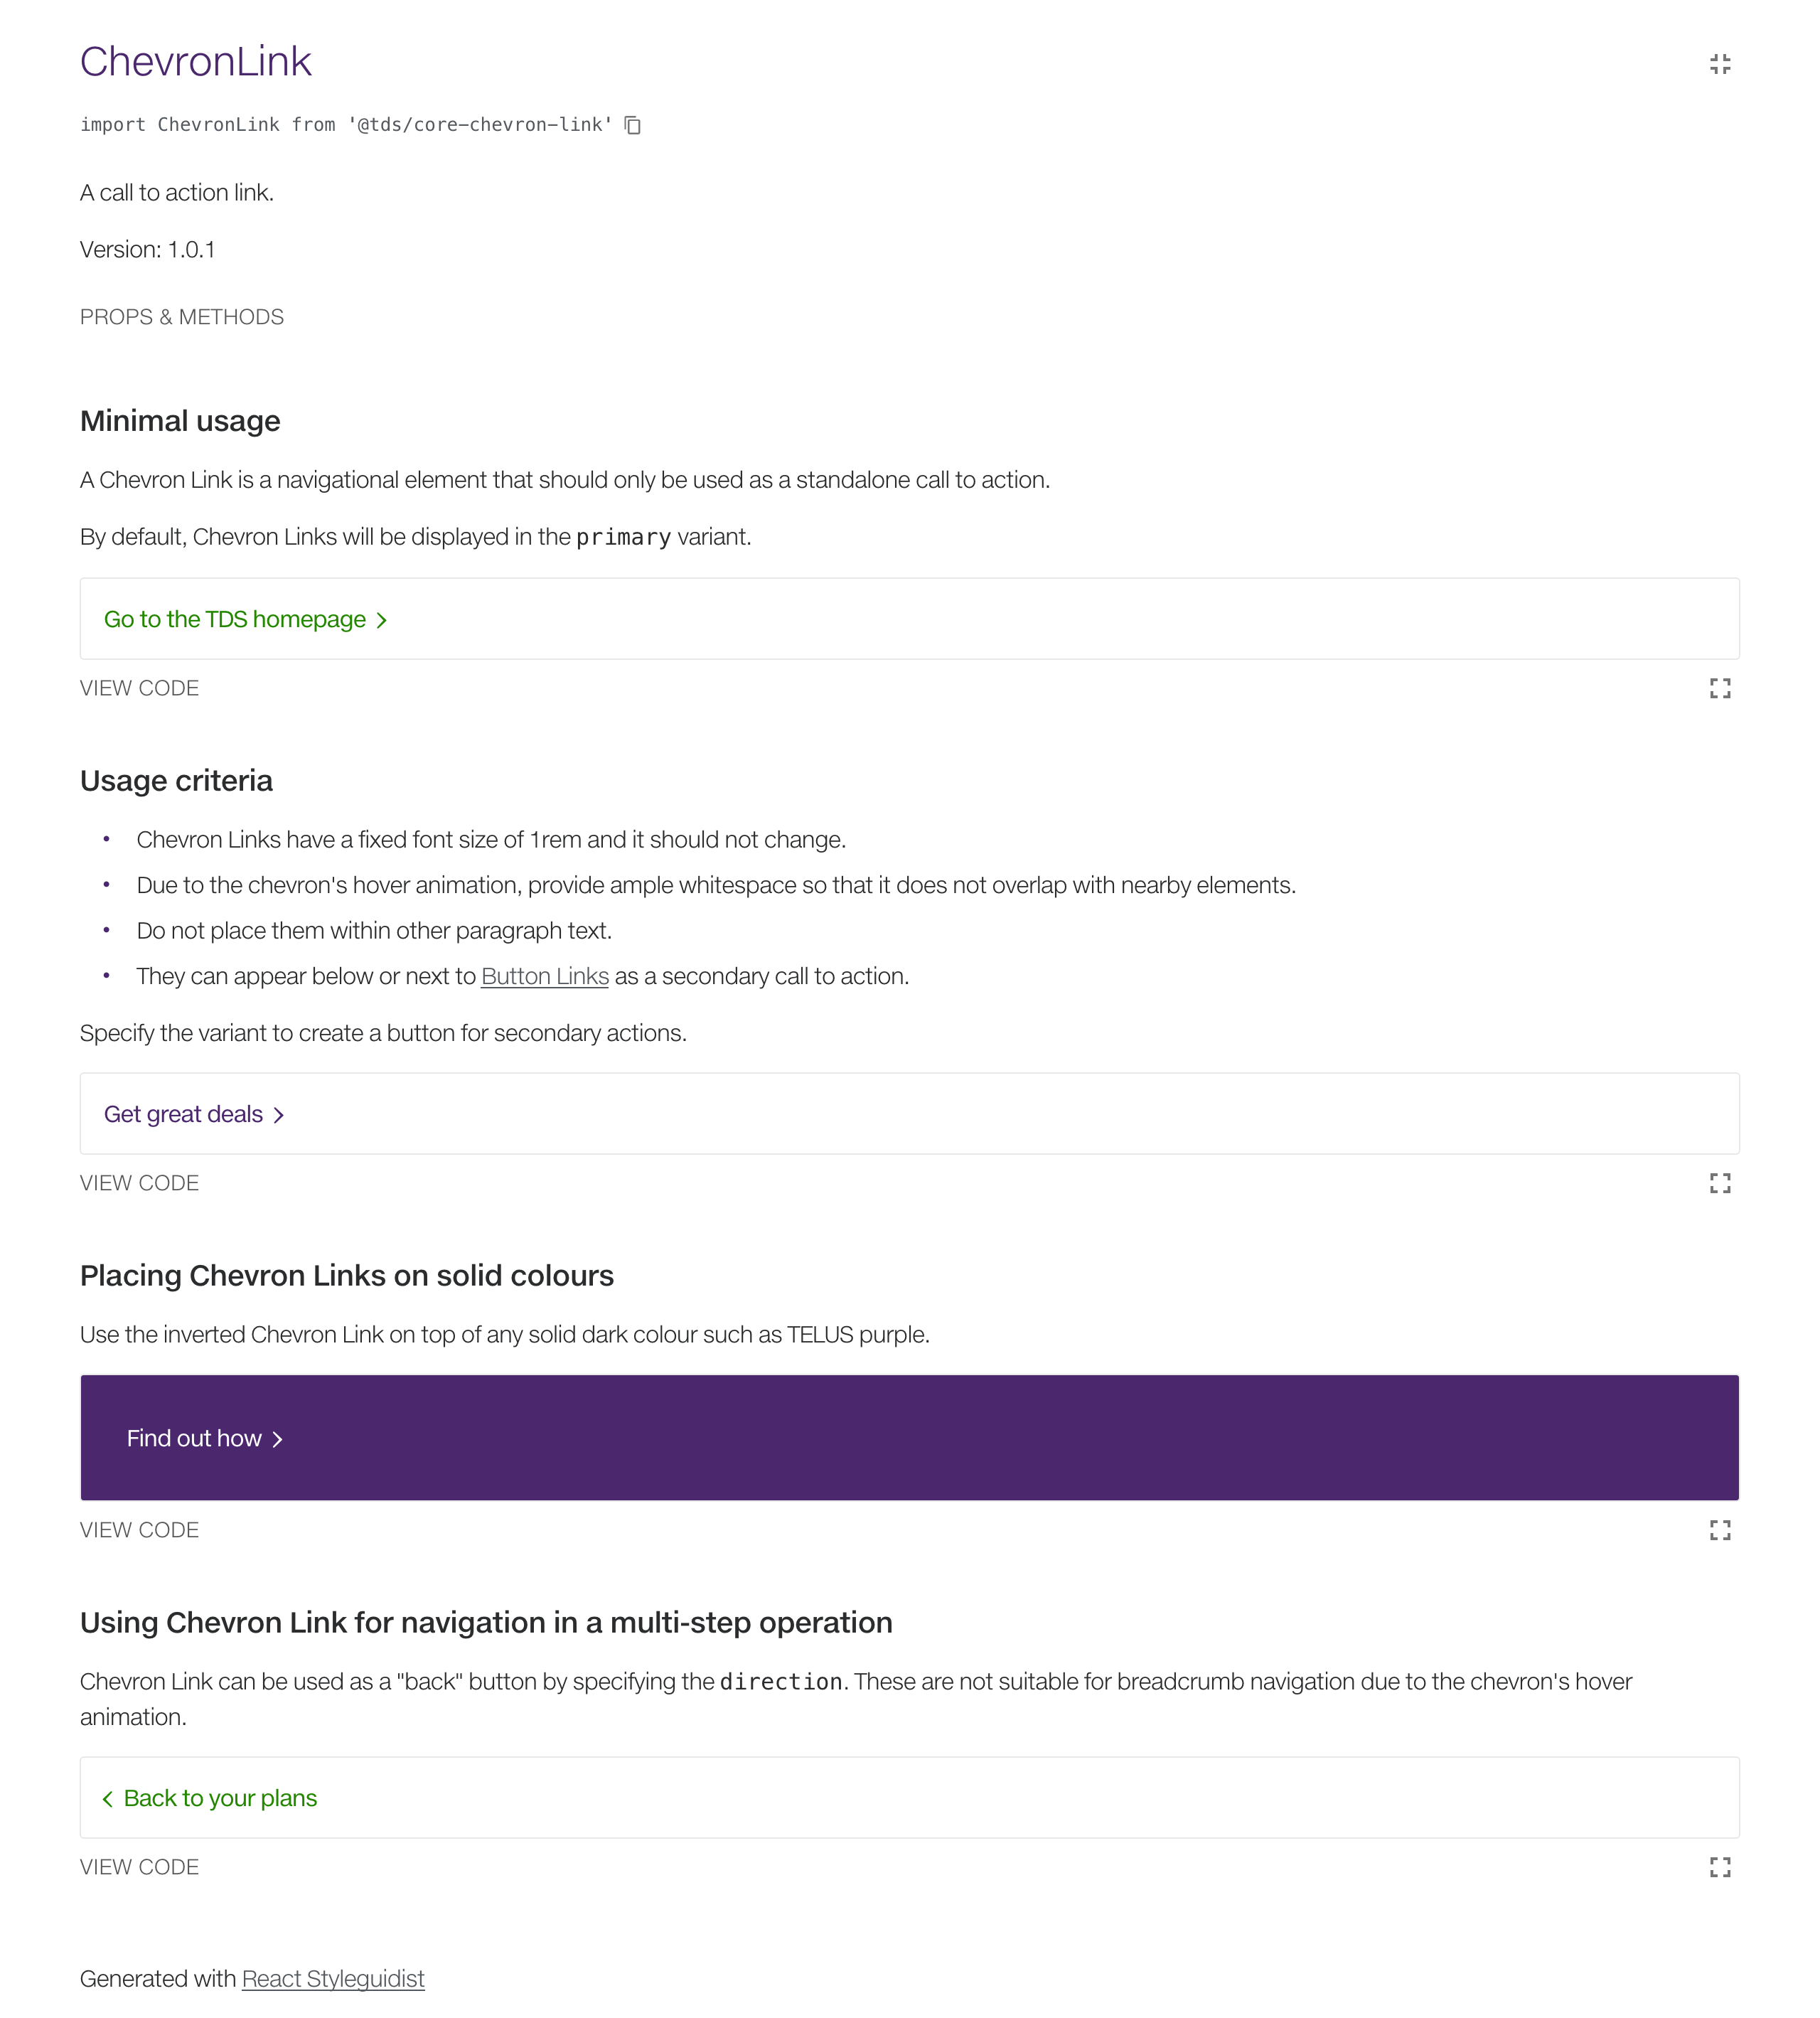 ChevronLink
import ChevronLink from '@tds/core-chevron-link'
A call to action link.
Version: 1.0.1
PROPS & METHODS
Minimal usage
A Chevron Link is a navigational element that should only be used as a standalone call to action.
By default, Chevron Links will be displayed in the primary variant.
Go to the TDS homepage
VIEW CODE
Usage criteria
• Chevron Links have a fixed font size of 1rem and it should not change.
• Due to the chevron's hover animation, provide ample whitespace so that it does not overlap with nearby elements.
• Do not place them within other paragraph text.
• They can appear below or next to Button Links as a secondary call to action.
Specify the variant to create a button for secondary actions.
Get great deals
VIEW CODE
Placing Chevron Links on solid colours
Use the inverted Chevron Link on top of any solid dark colour such as TELUS purple.
Find out how
VIEW CODE
Using Chevron Link for navigation in a multi-step operation
Chevron Link can be used as a "back" button by specifying the direction. These are not suitable for breadcrumb navigation due to the chevron's hover
animation.
Back to your plans
VIEW CODE
Generated with React Styleguidist